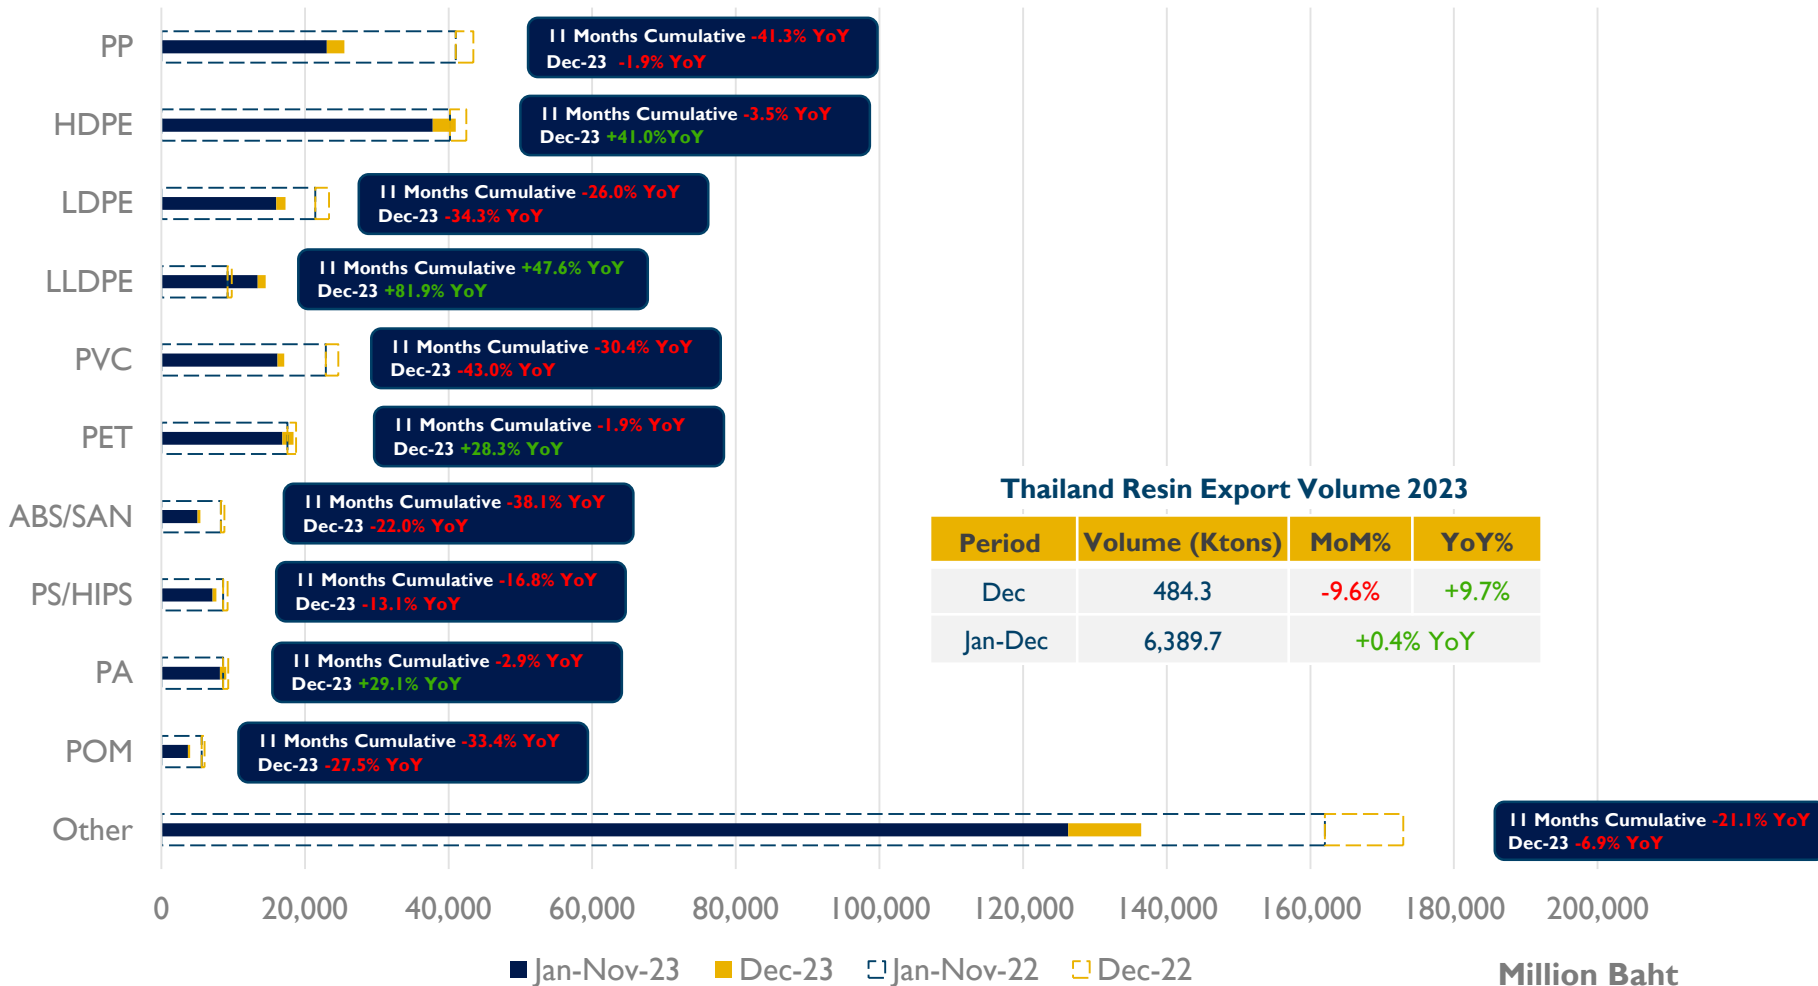 PP
11 Months Cumulative -41.3% YoY
Dec-23 -1.9% YoY
HDPE
11 Months Cumulative -3.5% YoY
Dec-23 +41.0%YoY
LDPE
11 Months Cumulative -26.0% YoY
Dec-23 -34.3% YoY
LLDPE
11 Months Cumulative +47.6% YoY
Dec-23 +81.9% YoY
PVC
11 Months Cumulative -30.4% YoY
Dec-23 -43.0% YoY
PET
11 Months Cumulative -1.9% YoY
Dec-23 +28.3% YoY
ABS/SAN
11 Months Cumulative -38.1% YoY
Dec-23 -22.0% YoY
PS/HIPS
11 Months Cumulative -16.8% YoY
Dec-23 -13.1% YoY
PA
11 Months Cumulative -2.9% YoY
Dec-23 +29.1% YoY
POM
11 Months Cumulative -33.4% YoY
Dec-23 -27.5% YoY
Other
11 Months Cumulative -21.1% YoY
Dec-23 -6.9% YoY
Thailand Resin Export Volume 2023
Period Volume (Ktons) MoM% YoY%
Dec 484.3 -9.6% +9.7%
Jan-Dec 6,389.7 +0.4% YoY
0 20,000 40,000 60,000 80,000 100,000 120,000 140,000 160,000 180,000 200,000
Jan-Nov-23 Dec-23 Jan-Nov-22 Dec-22
Million Baht